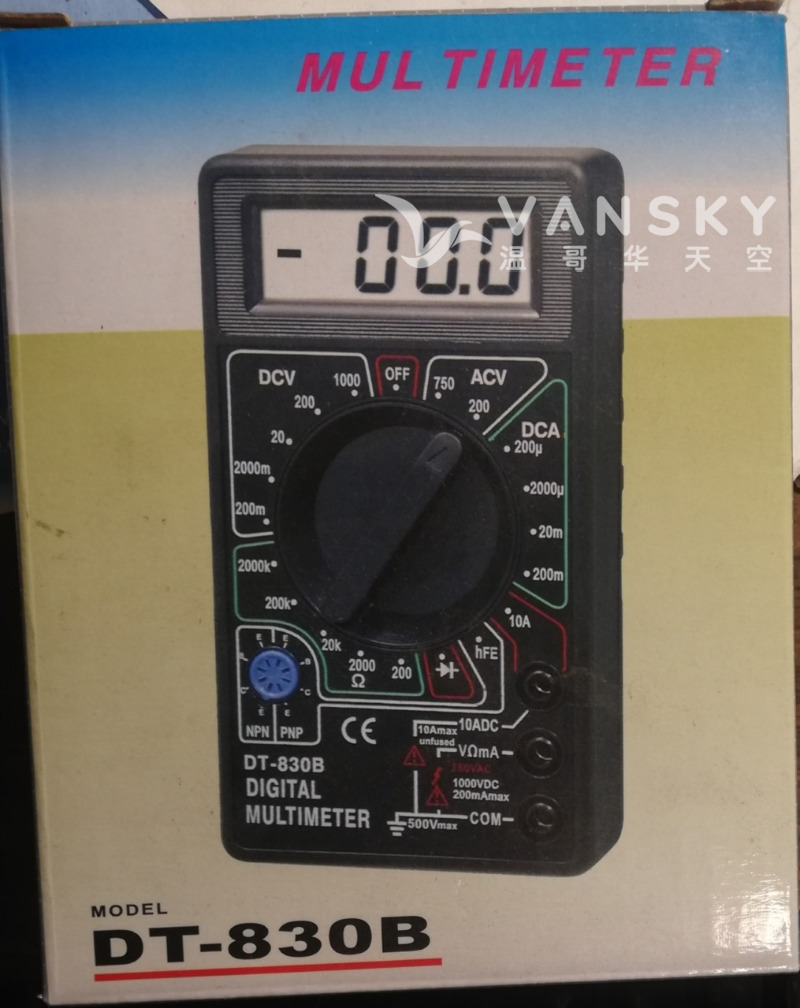 MULTIMETER
VANSKY
温哥华天空
- 00.0
DCV
1000
OFF
750
ACV
200
200
DCA
20
200µ
2000m
2000µ
200m
20m
2000k
200m
200k
10A
20k
hFE
2000
200
Ω
E E
B B
C C
E E
NPN PNP
CE
10Amax
unfused
10ADC
VΩmA
DT-830B
DIGITAL
MULTIMETER
1000VDC
200mAmax
500Vmax
COM
MODEL
DT-830B